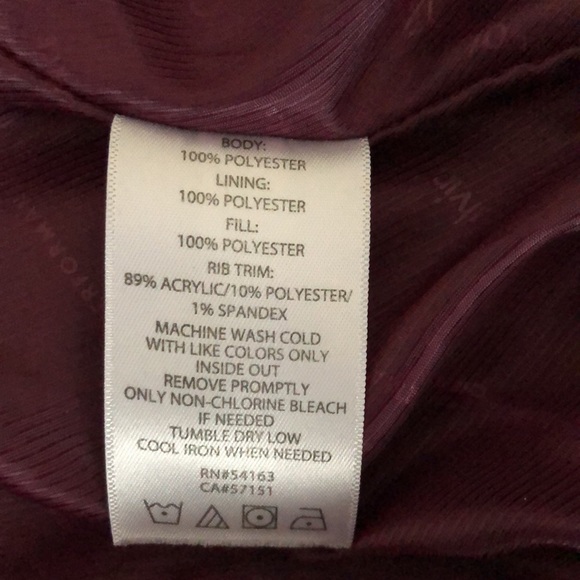 BODY:
100% POLYESTER
LINING:
100% POLYESTER
FILL:
100% POLYESTER
RIB TRIM:
89% ACRYLIC/10% POLYESTER/
1% SPANDEX
MACHINE WASH COLD
WITH LIKE COLORS ONLY
INSIDE OUT
REMOVE PROMPTLY
ONLY NON-CHLORINE BLEACH
IF NEEDED
TUMBLE DRY LOW
COOL IRON WHEN NEEDED
RN#54163
CA#57151